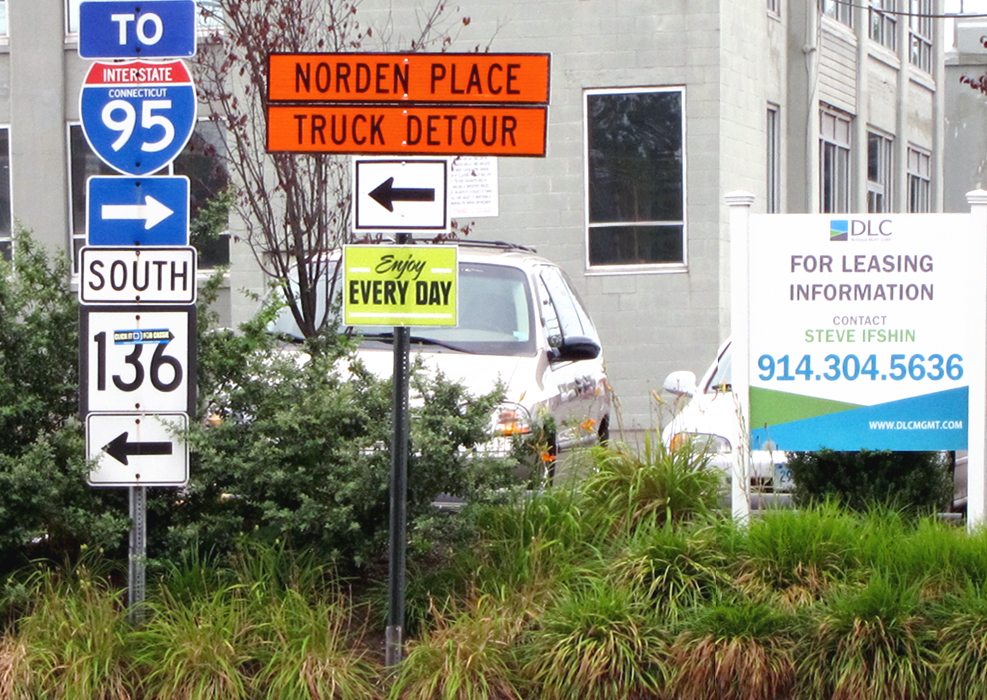 TO
INTERSTATE
CONNECTICUT
95
SOUTH
136
NORDEN PLACE
TRUCK DETOUR
Enjoy
EVERY DAY
DLC
FOR LEASING
INFORMATION
CONTACT
STEVE IFSHIN
914.304.5636
WWW.DLCMGMT.COM